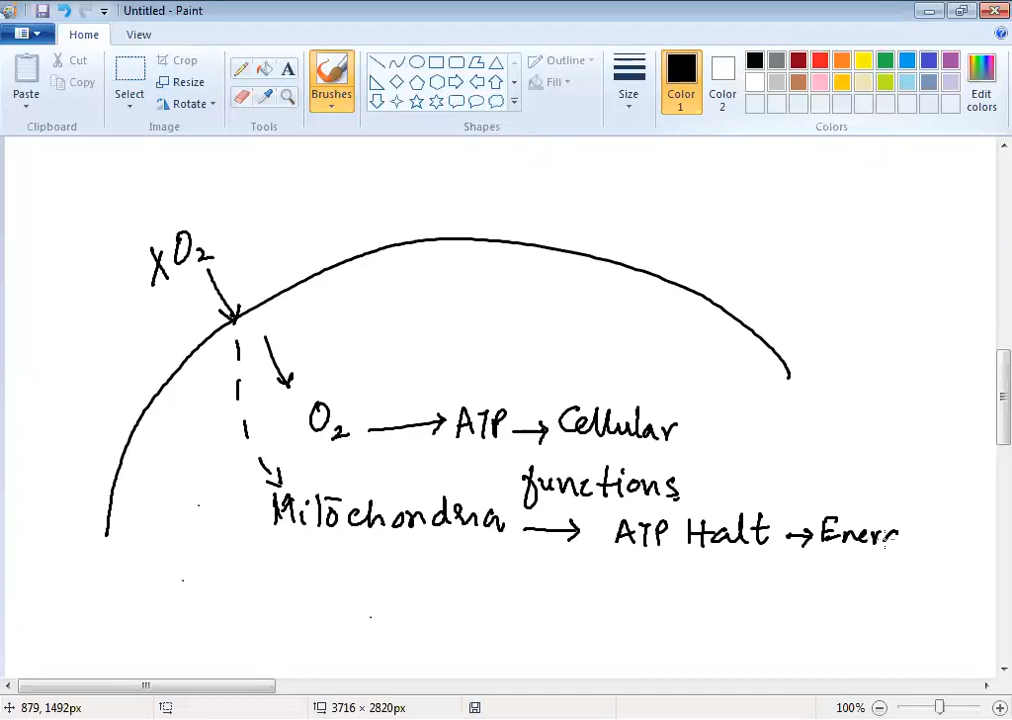 Untitled - Paint
Home
View
Paste
Cut
Copy
Clipboard
Select
Crop
Resize
Rotate
Image
A
Tools
Brushes
Shapes
Outline
Fill
Size
Color 1
Color 2
Edit colors
Colors
XO2
O2 → ATP → Cellular
functions
Mitochondria → ATP Halt → Ener
879, 1492px
3716 × 2820px
100%